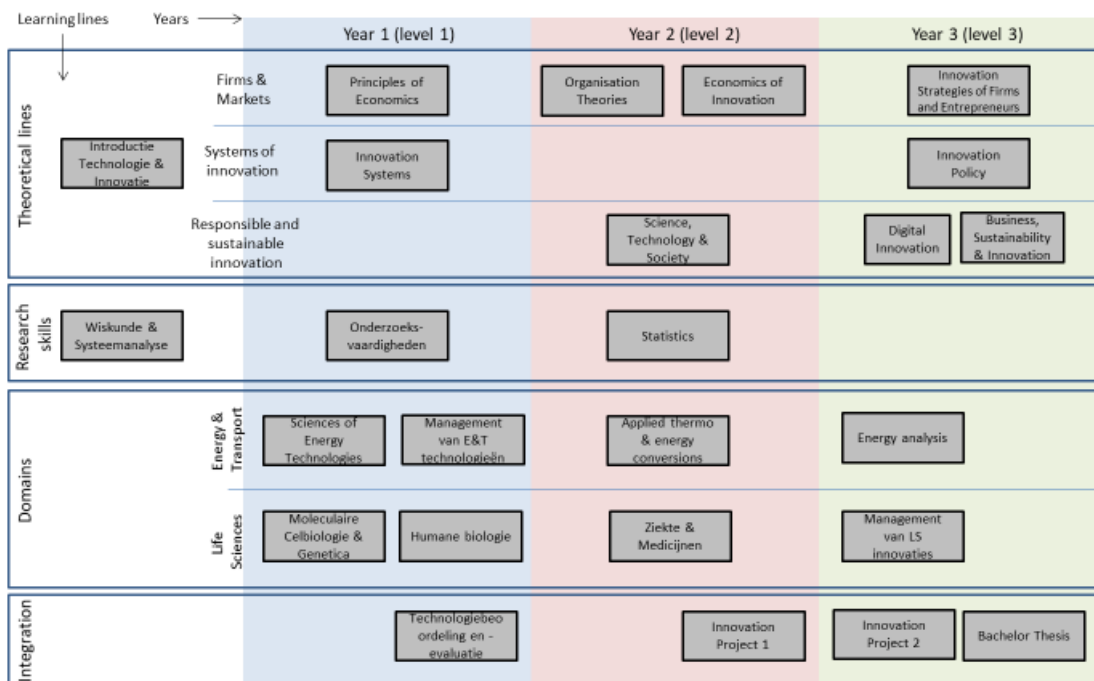 Learning lines
Years
Year 1 (level 1)
Year 2 (level 2)
Year 3 (level 3)
Theoretical lines
Firms &
Markets
Principles of
Economics
Organisation
Theories
Economics of
Innovation
Innovation
Strategies of Firms
and Entrepreneurs
Introductie
Technologie &
Innovatie
Systems of
innovation
Innovation
Systems
Innovation
Policy
Responsible and
sustainable
innovation
Science,
Technology &
Society
Digital
Innovation
Business,
Sustainability
& Innovation
Research
skills
Wiskunde &
Systeemanalyse
Onderzoeks-
vaardigheden
Statistics
Domains
Energy &
Transport
Sciences of
Energy
Technologies
Management
van E&T
technologieën
Applied thermo
& energy
conversions
Energy analysis
Life
Sciences
Moleculaire
Celbiologie &
Genetica
Humane biologie
Ziekte &
Medicijnen
Management
van LS
innovaties
Integration
Technologiebeo
ordeling en -
evaluatie
Innovation
Project 1
Innovation
Project 2
Bachelor Thesis